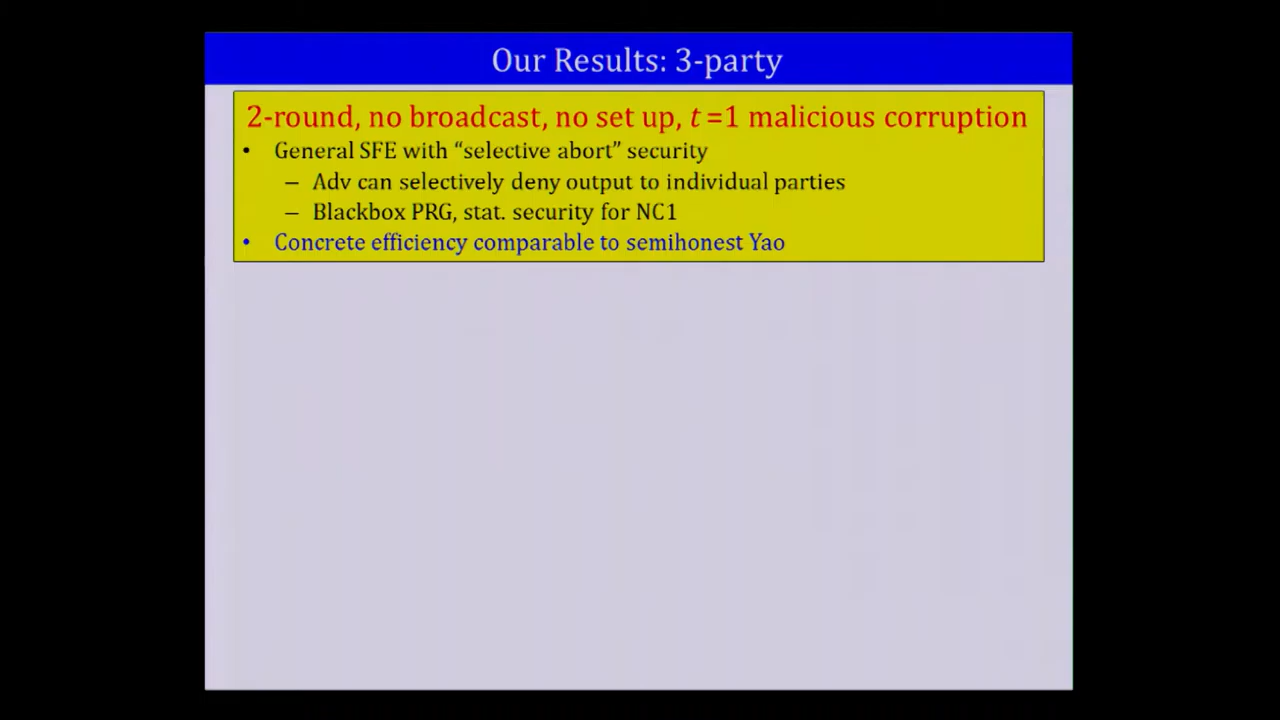 Our Results: 3-party
2-round, no broadcast, no set up, t =1 malicious corruption
• General SFE with “selective abort” security
– Adv can selectively deny output to individual parties
– Blackbox PRG, stat. security for NC1
• Concrete efficiency comparable to semihonest Yao